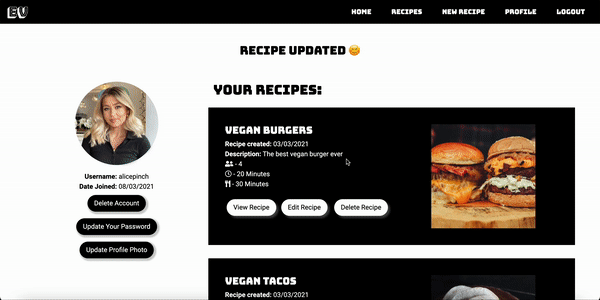 EV
HOME RECIPES NEW RECIPE PROFILE LOGOUT
RECIPE UPDATED
YOUR RECIPES:
Username: alicepinch
Date Joined: 08/03/2021
Delete Account
Update Your Password
Update Profile Photo
VEGAN BURGERS
Recipe created: 03/03/2021
Description: The best vegan burger ever
- 4
- 20 Minutes
- 30 Minutes
View Recipe Edit Recipe Delete Recipe
VEGAN TACOS
Recipe created: 03/03/2021